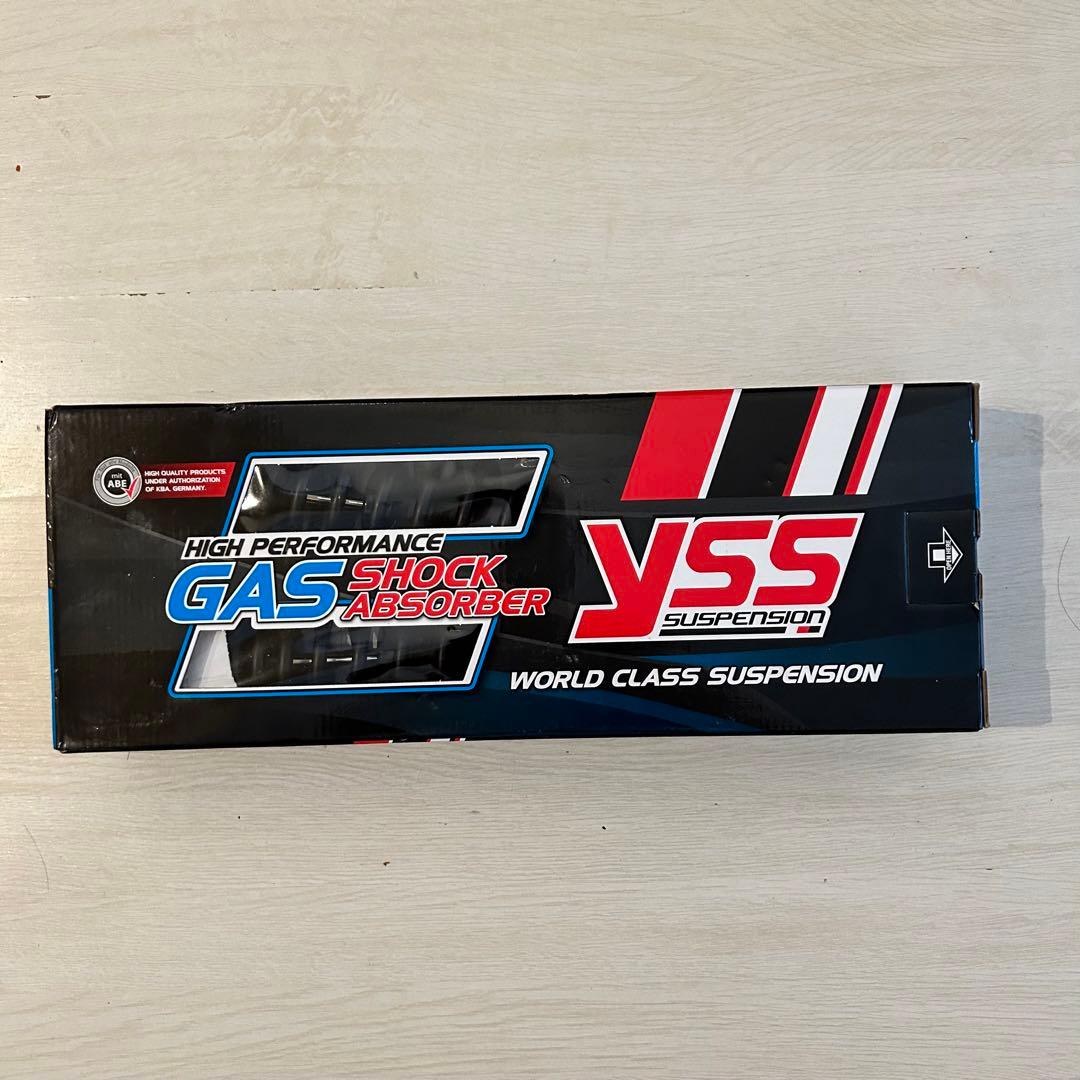 mit
ABE
HIGH QUALITY PRODUCTS
UNDER AUTHORIZATION
OF KBA, GERMANY.
HIGH PERFORMANCE
GAS SHOCK
ABSORBER
YSS
SUSPENSION
WORLD CLASS SUSPENSION
OPEN HERE